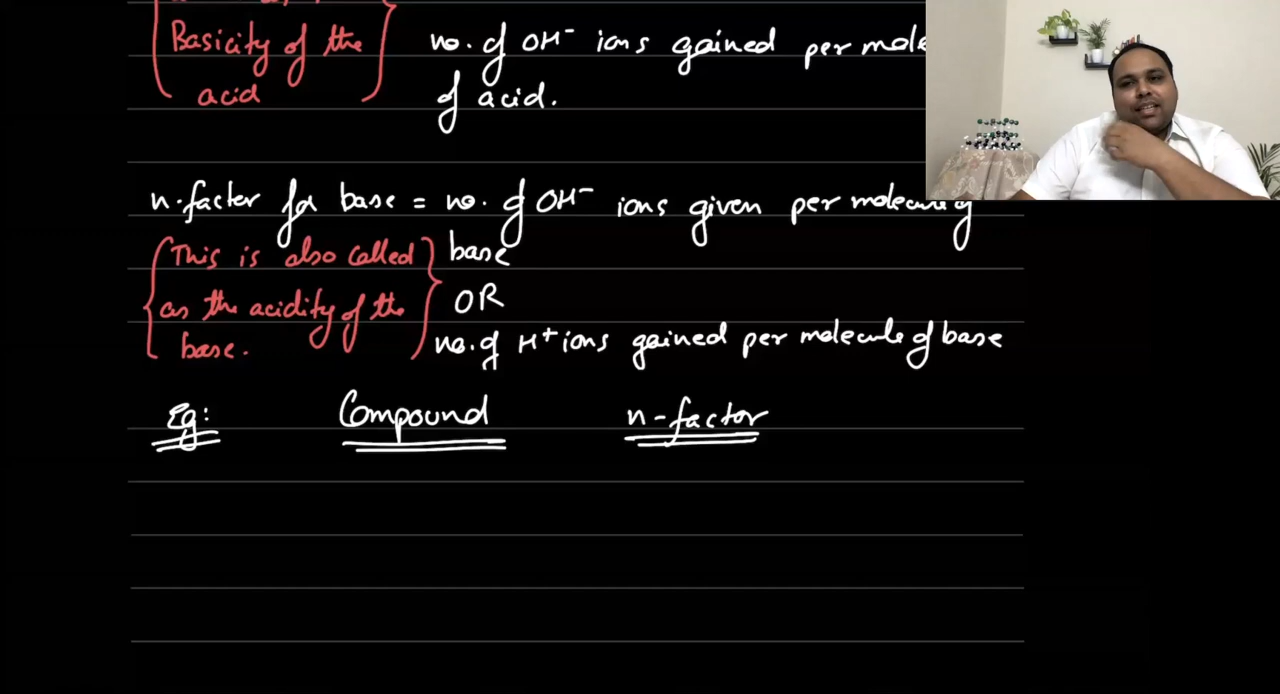 Basicity of the
acid
no. of OH⁻ ions gained per mole
of acid.
n-factor for base = no. of OH⁻ ions given per molecule of
base
{This is also called
as the acidity of the
base.}
OR
no. of H⁺ ions gained per molecule of base
Eg: Compound n-factor